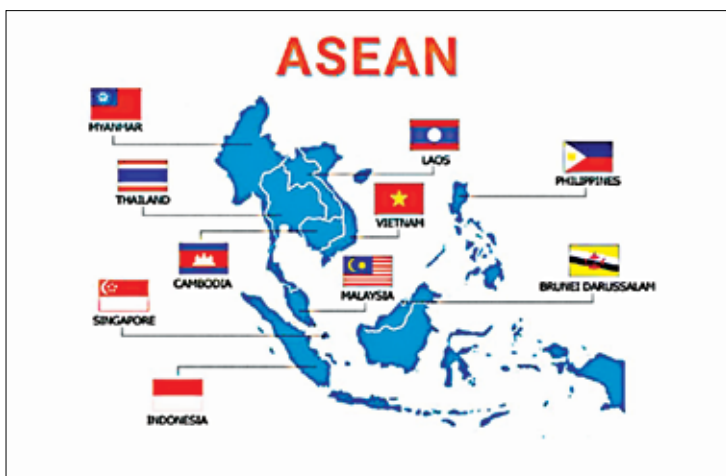 ASEAN
MYANMAR
LAOS
PHILIPPINES
THAILAND
VIETNAM
CAMBODIA
MALAYSIA
BRUNEI DARUSSALAM
SINGAPORE
INDONESIA